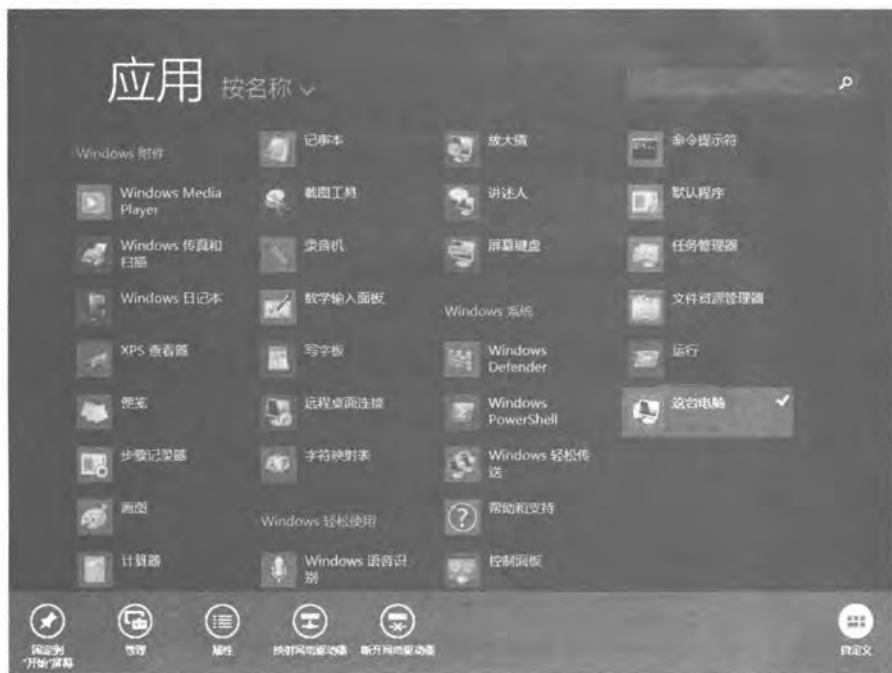 应用 按名称
Windows 附件
Windows Media
Player
Windows 传真和
扫描
Windows 日记本
XPS 查看器
便笺
步骤记录器
画图
计算器
记事本
截图工具
录音机
数字输入面板
写字板
远程桌面连接
字符映射表
Windows 轻松使用
Windows 语音识
别
放大镜
讲述人
屏幕键盘
Windows 系统
Windows
Defender
Windows
PowerShell
Windows 轻松传
送
帮助和支持
控制面板
命令提示符
默认程序
任务管理器
文件资源管理器
运行
这台电脑
固定到
"开始"屏幕
管理
属性
映射网络驱动器
断开网络驱动器
自定义